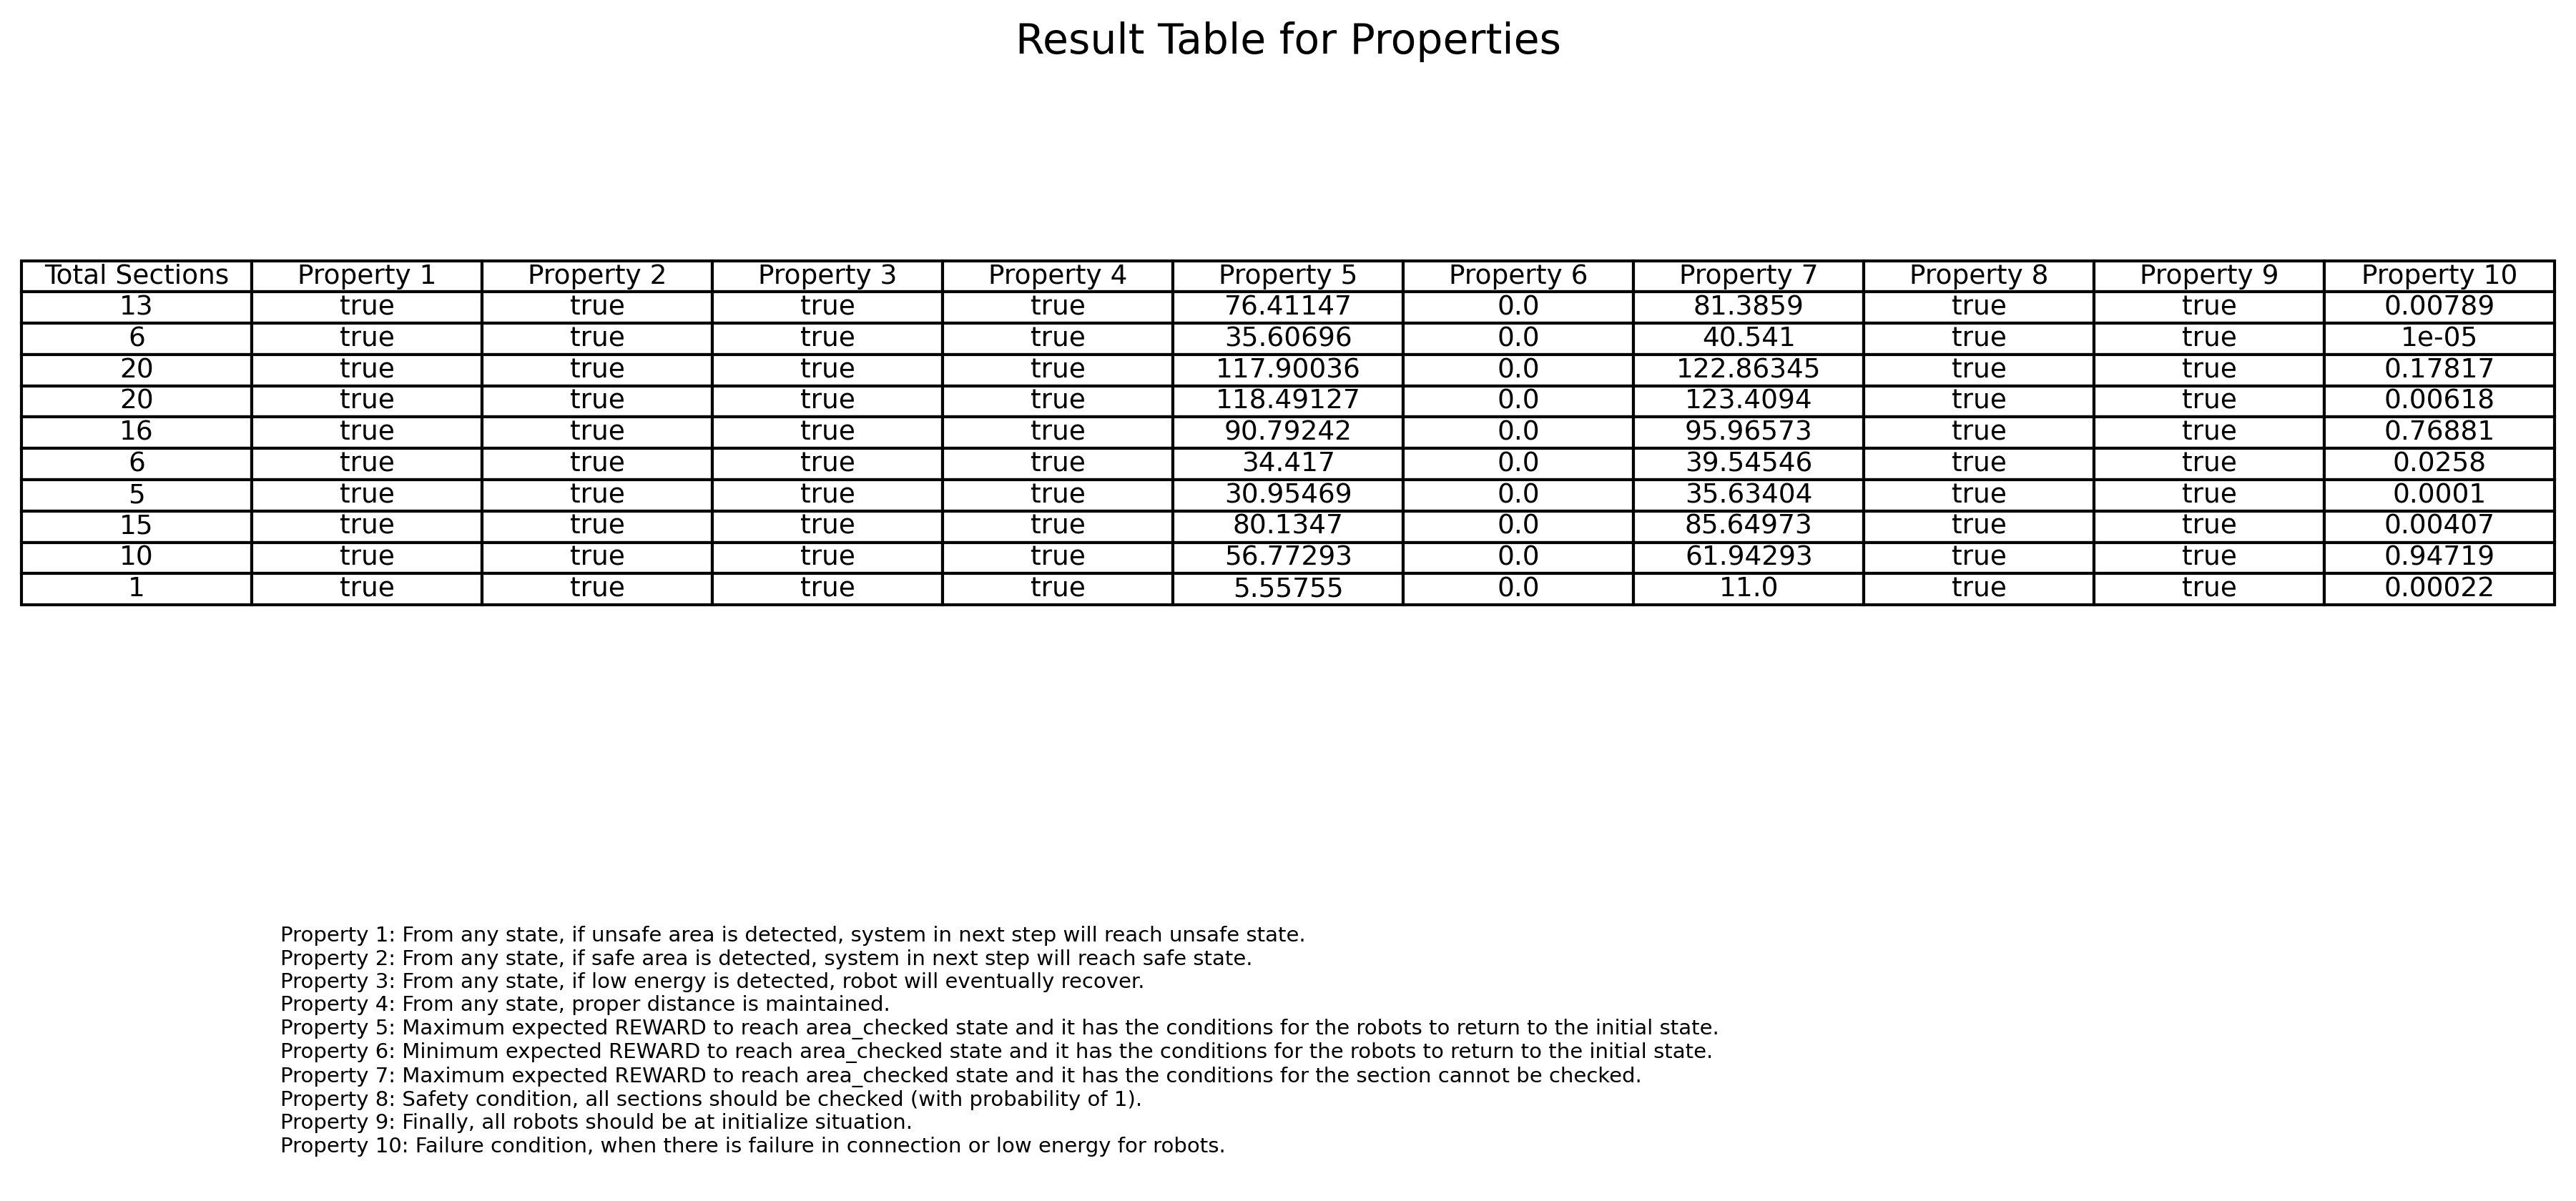 Result Table for Properties
Total Sections Property 1 Property 2 Property 3 Property 4 Property 5 Property 6 Property 7 Property 8 Property 9 Property 10
13 true true true true 76.41147 0.0 81.3859 true true 0.00789
6 true true true true 35.60696 0.0 40.541 true true 1e-05
20 true true true true 117.90036 0.0 122.86345 true true 0.17817
20 true true true true 118.49127 0.0 123.4094 true true 0.00618
16 true true true true 90.79242 0.0 95.96573 true true 0.76881
6 true true true true 34.417 0.0 39.54546 true true 0.0258
5 true true true true 30.95469 0.0 35.63404 true true 0.0001
15 true true true true 80.1347 0.0 85.64973 true true 0.00407
10 true true true true 56.77293 0.0 61.94293 true true 0.94719
1 true true true true 5.55755 0.0 11.0 true true 0.00022
Property 1: From any state, if unsafe area is detected, system in next step will reach unsafe state.
Property 2: From any state, if safe area is detected, system in next step will reach safe state.
Property 3: From any state, if low energy is detected, robot will eventually recover.
Property 4: From any state, proper distance is maintained.
Property 5: Maximum expected REWARD to reach area_checked state and it has the conditions for the robots to return to the initial state.
Property 6: Minimum expected REWARD to reach area_checked state and it has the conditions for the robots to return to the initial state.
Property 7: Maximum expected REWARD to reach area_checked state and it has the conditions for the section cannot be checked.
Property 8: Safety condition, all sections should be checked (with probability of 1).
Property 9: Finally, all robots should be at initialize situation.
Property 10: Failure condition, when there is failure in connection or low energy for robots.